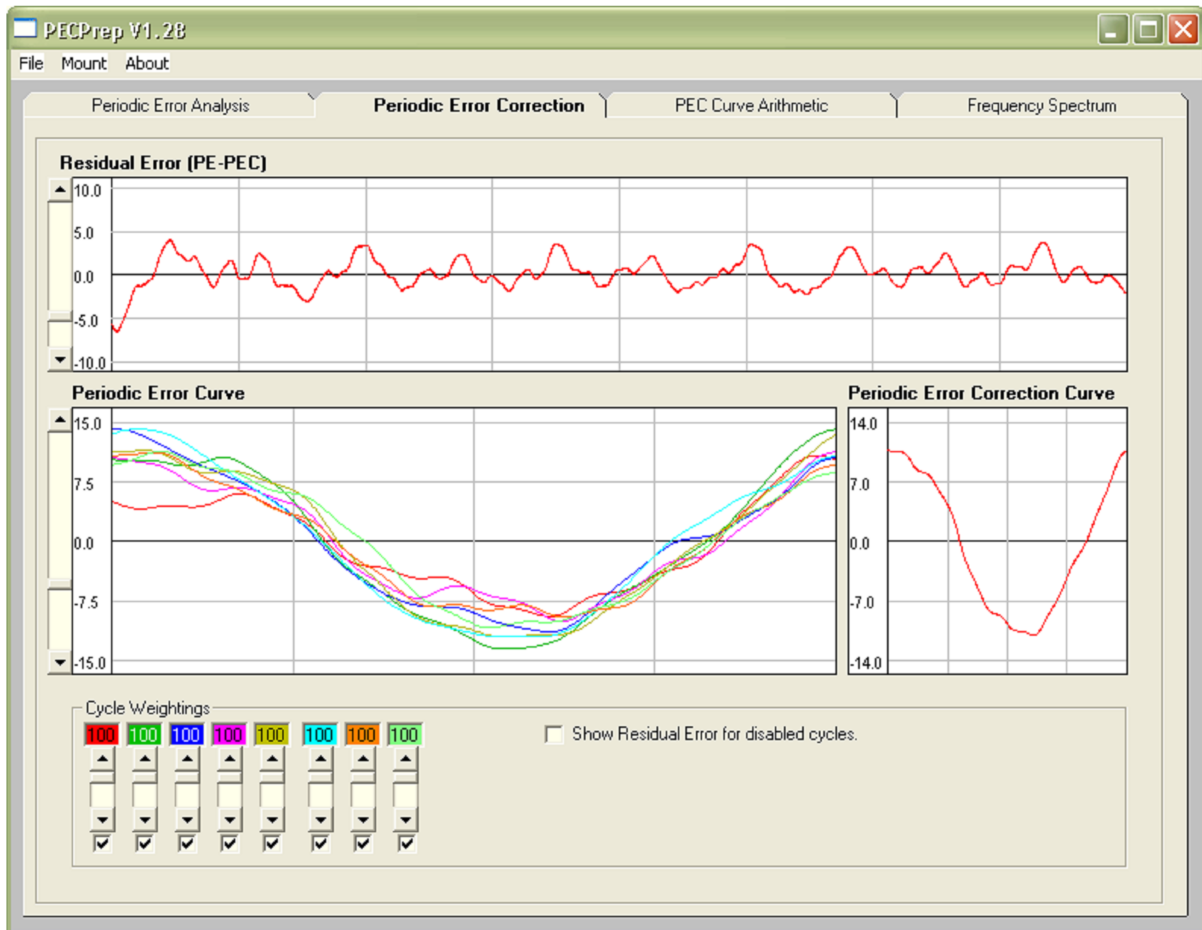 PECPrep V1.28
File Mount About
Periodic Error Analysis Periodic Error Correction PEC Curve Arithmetic Frequency Spectrum
Residual Error (PE-PEC)
10.0
5.0
0.0
-5.0
-10.0
Periodic Error Curve
15.0
7.5
0.0
-7.5
-15.0
Periodic Error Correction Curve
14.0
7.0
0.0
-7.0
-14.0
Cycle Weightings
100 100 100 100 100 100 100 100
Show Residual Error for disabled cycles.